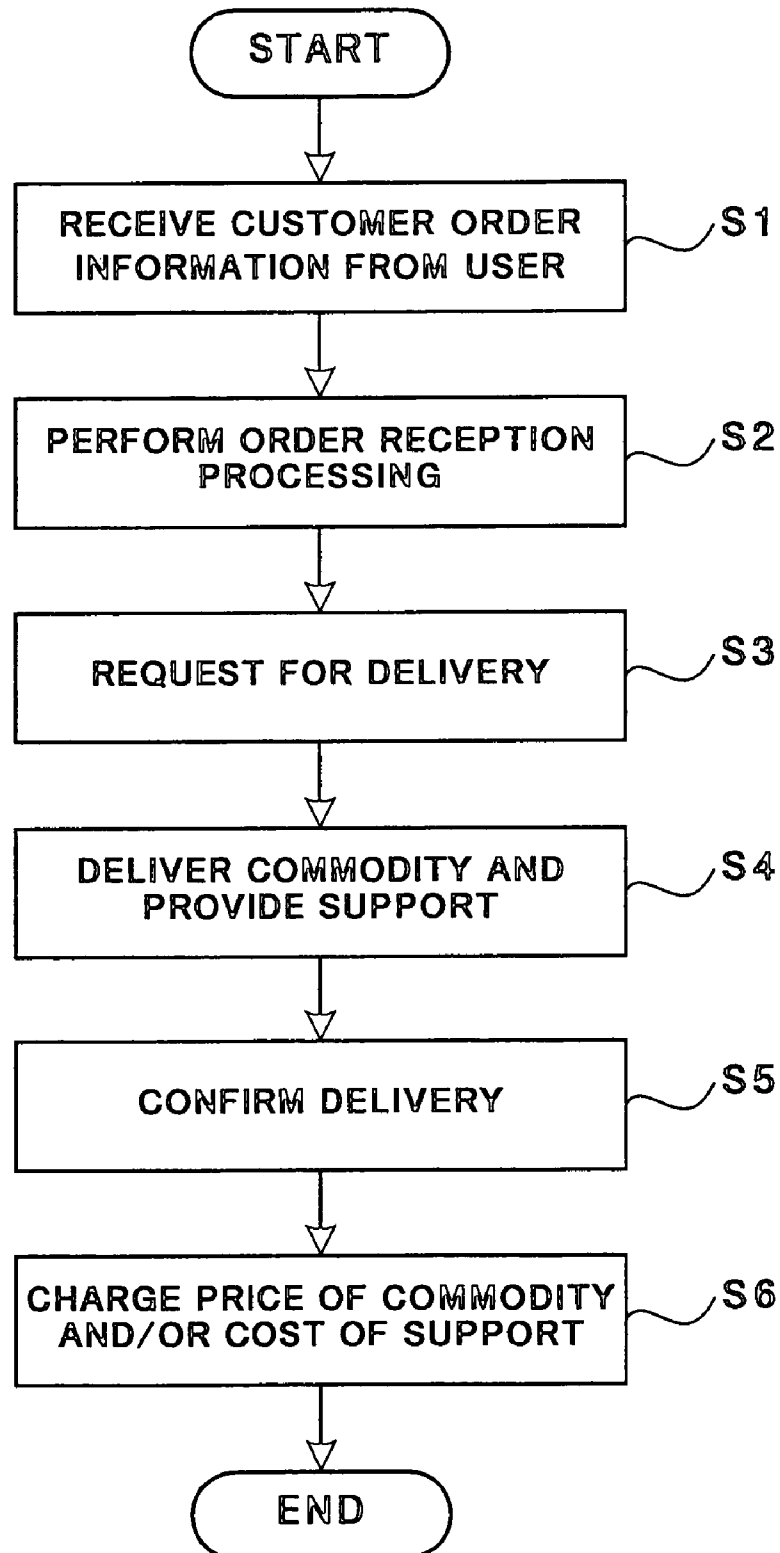 START
RECEIVE CUSTOMER ORDER
INFORMATION FROM USER
S1
PERFORM ORDER RECEPTION
PROCESSING
S2
REQUEST FOR DELIVERY
S3
DELIVER COMMODITY AND
PROVIDE SUPPORT
S4
CONFIRM DELIVERY
S5
CHARGE PRICE OF COMMODITY
AND/OR COST OF SUPPORT
S6
END